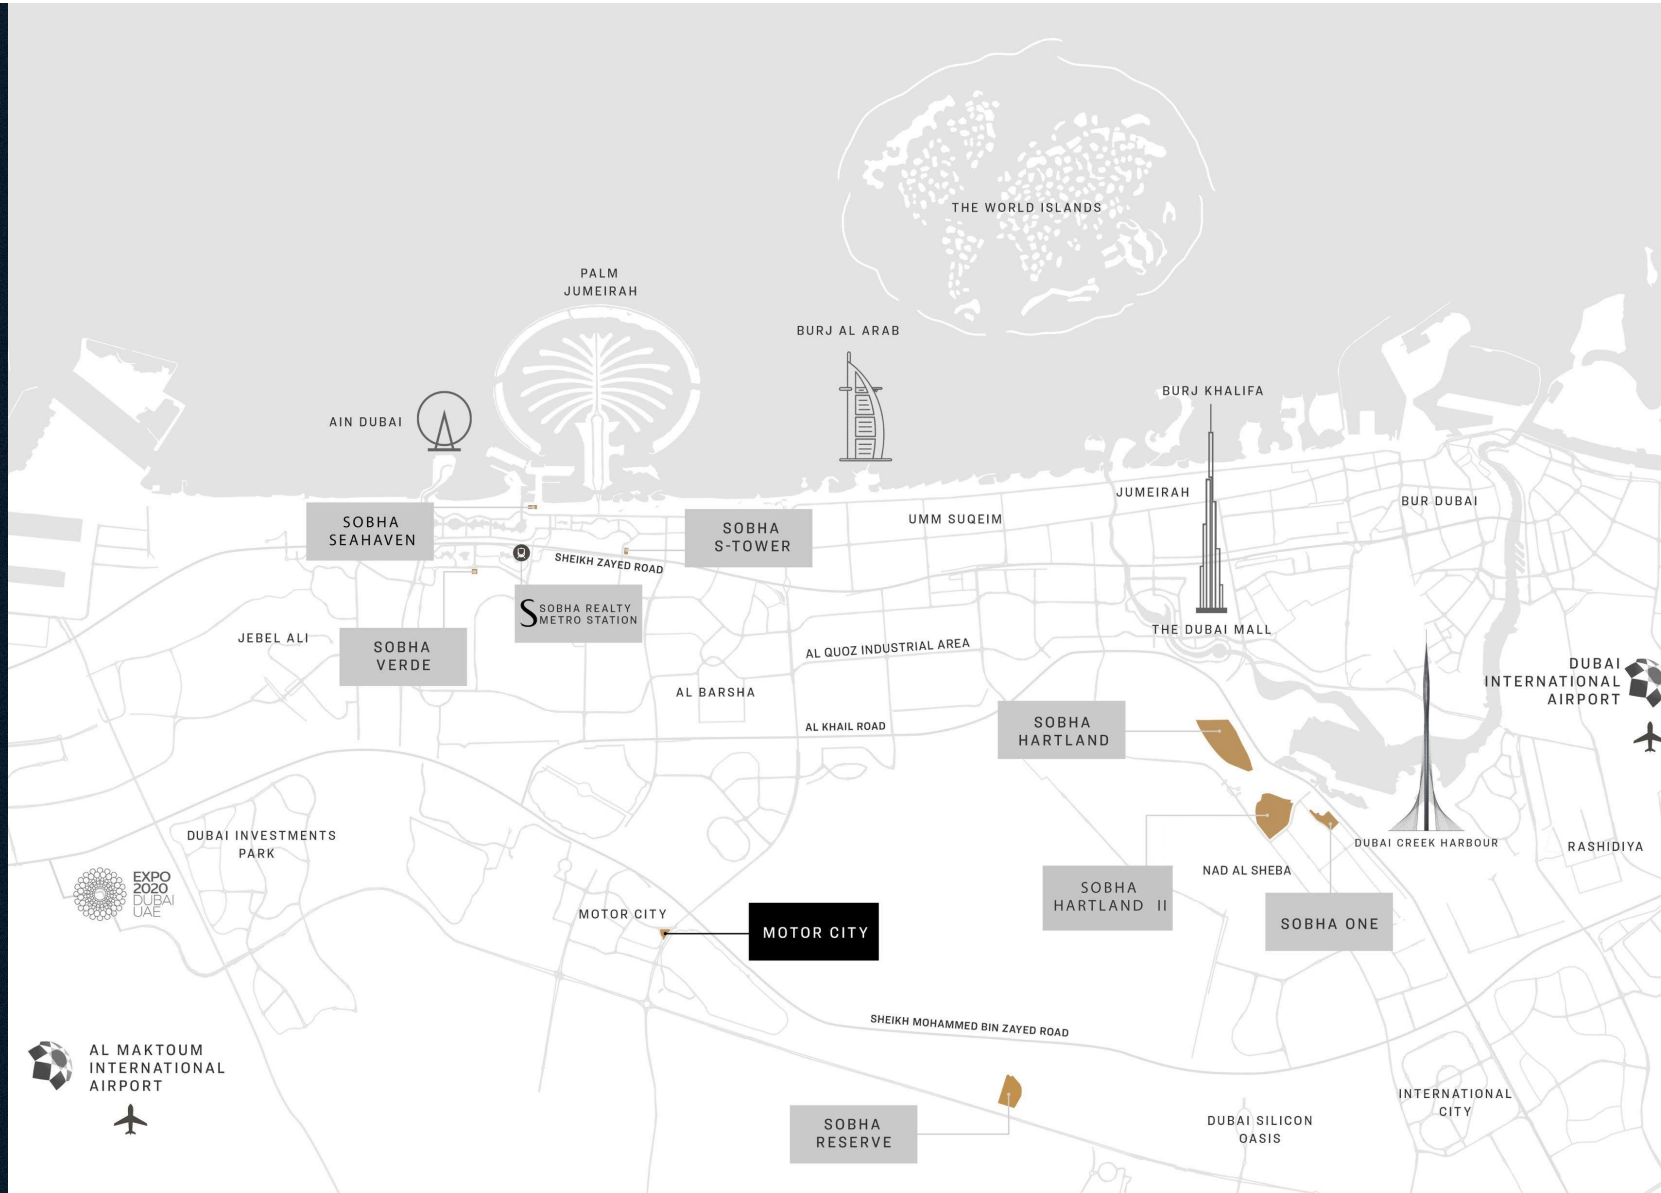 THE WORLD ISLANDS
PALM
JUMEIRAH
BURJ AL ARAB
BURJ KHALIFA
AIN DUBAI
JUMEIRAH
BUR DUBAI
SOBHA
SEAHAVEN
SOBHA
S-TOWER
UMM SUQEIM
SHEIKH ZAYED ROAD
S SOBHA REALTY
METRO STATION
JEBEL ALI
SOBHA
VERDE
THE DUBAI MALL
AL QUOZ INDUSTRIAL AREA
DUBAI
INTERNATIONAL
AIRPORT
AL BARSHA
AL KHAIL ROAD
SOBHA
HARTLAND
DUBAI INVESTMENTS
PARK
DUBAI CREEK HARBOUR
RASHIDIYA
EXPO
2020
DUBAI
UAE
NAD AL SHEBA
SOBHA
HARTLAND II
MOTOR CITY
MOTOR CITY
SOBHA ONE
SHEIKH MOHAMMED BIN ZAYED ROAD
AL MAKTOUM
INTERNATIONAL
AIRPORT
INTERNATIONAL
CITY
SOBHA
RESERVE
DUBAI SILICON
OASIS